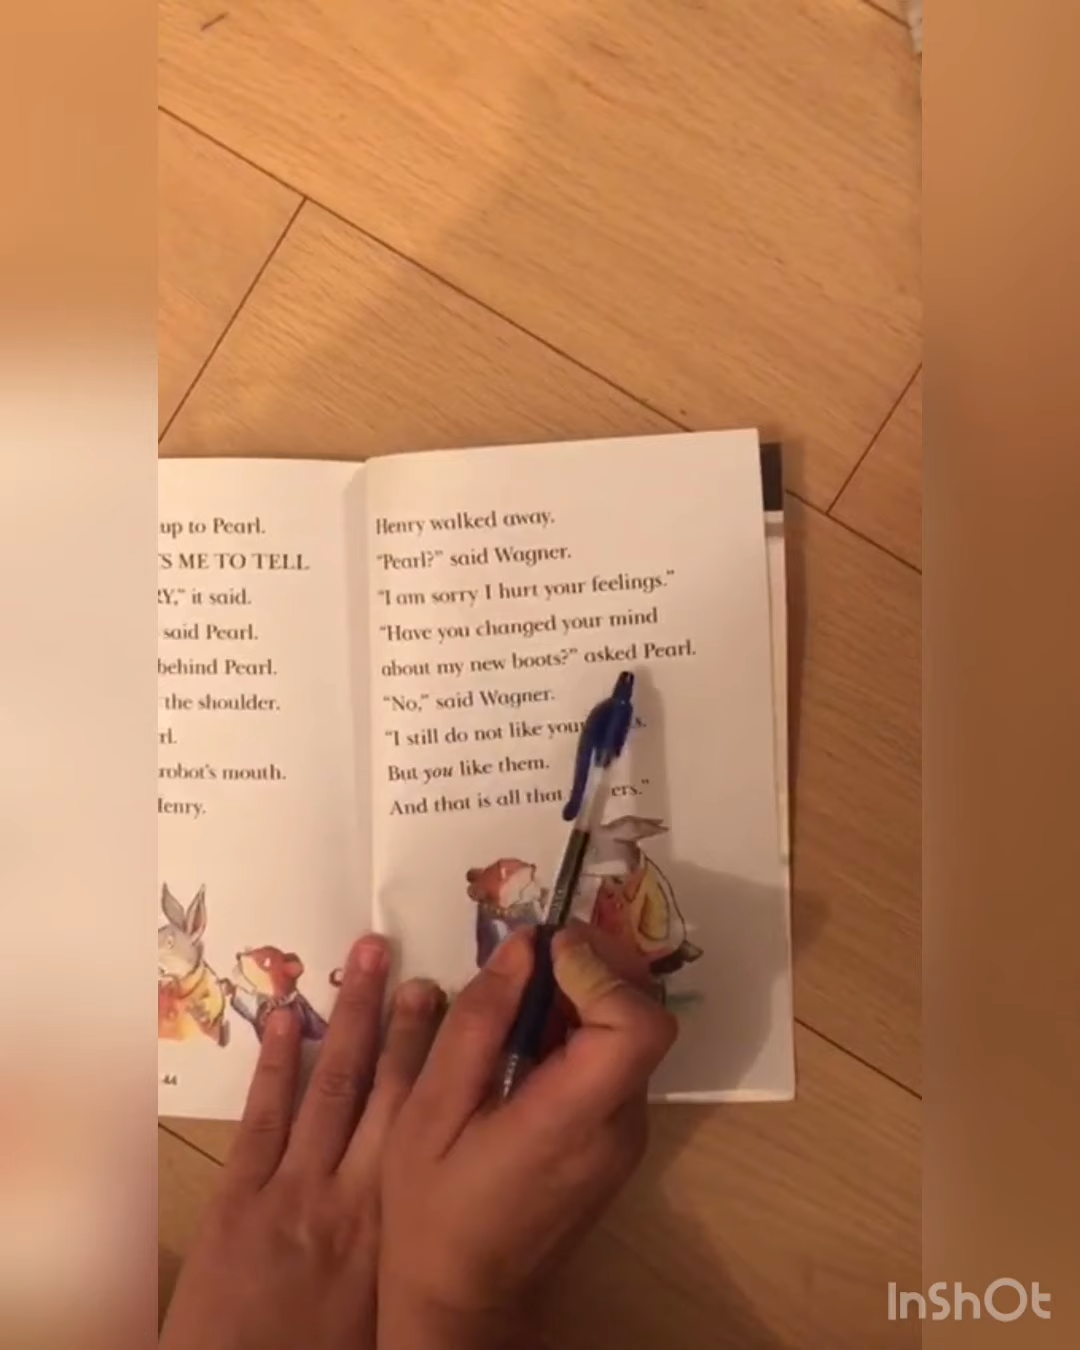 up to Pearl.
'S ME TO TELL
RY," it said.
said Pearl.
behind Pearl.
the shoulder.
rl.
robot's mouth.
Henry.
44
Henry walked away.
"Pearl?" said Wagner.
"I am sorry I hurt your feelings."
"Have you changed your mind
about my new boots?" asked Pearl.
"No," said Wagner.
"I still do not like your
But you like them.
And that is all that
InShOt